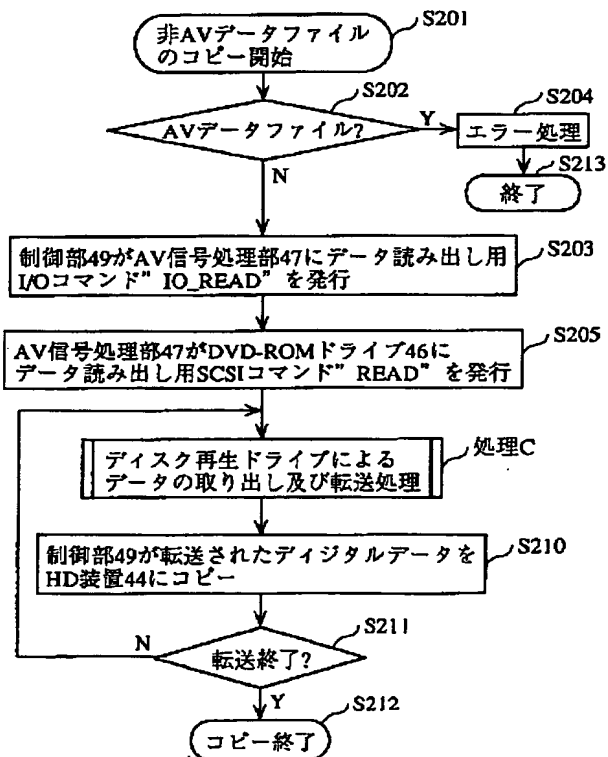 非AVデータファイル
のコピー開始
S201
S202
AVデータファイル?
Y
S204
エラー処理
S213
終了
N
制御部49がAV信号処理部47にデータ読み出し用
I/Oコマンド” IO_READ” を発行
S203
AV信号処理部47がDVD-ROMドライブ46に
データ読み出し用SCSIコマンド” READ” を発行
S205
ディスク再生ドライブによる
データの取り出し及び転送処理
処理C
制御部49が転送されたディジタルデータを
HD装置44にコピー
S210
S211
N
転送終了?
Y
S212
コピー終了